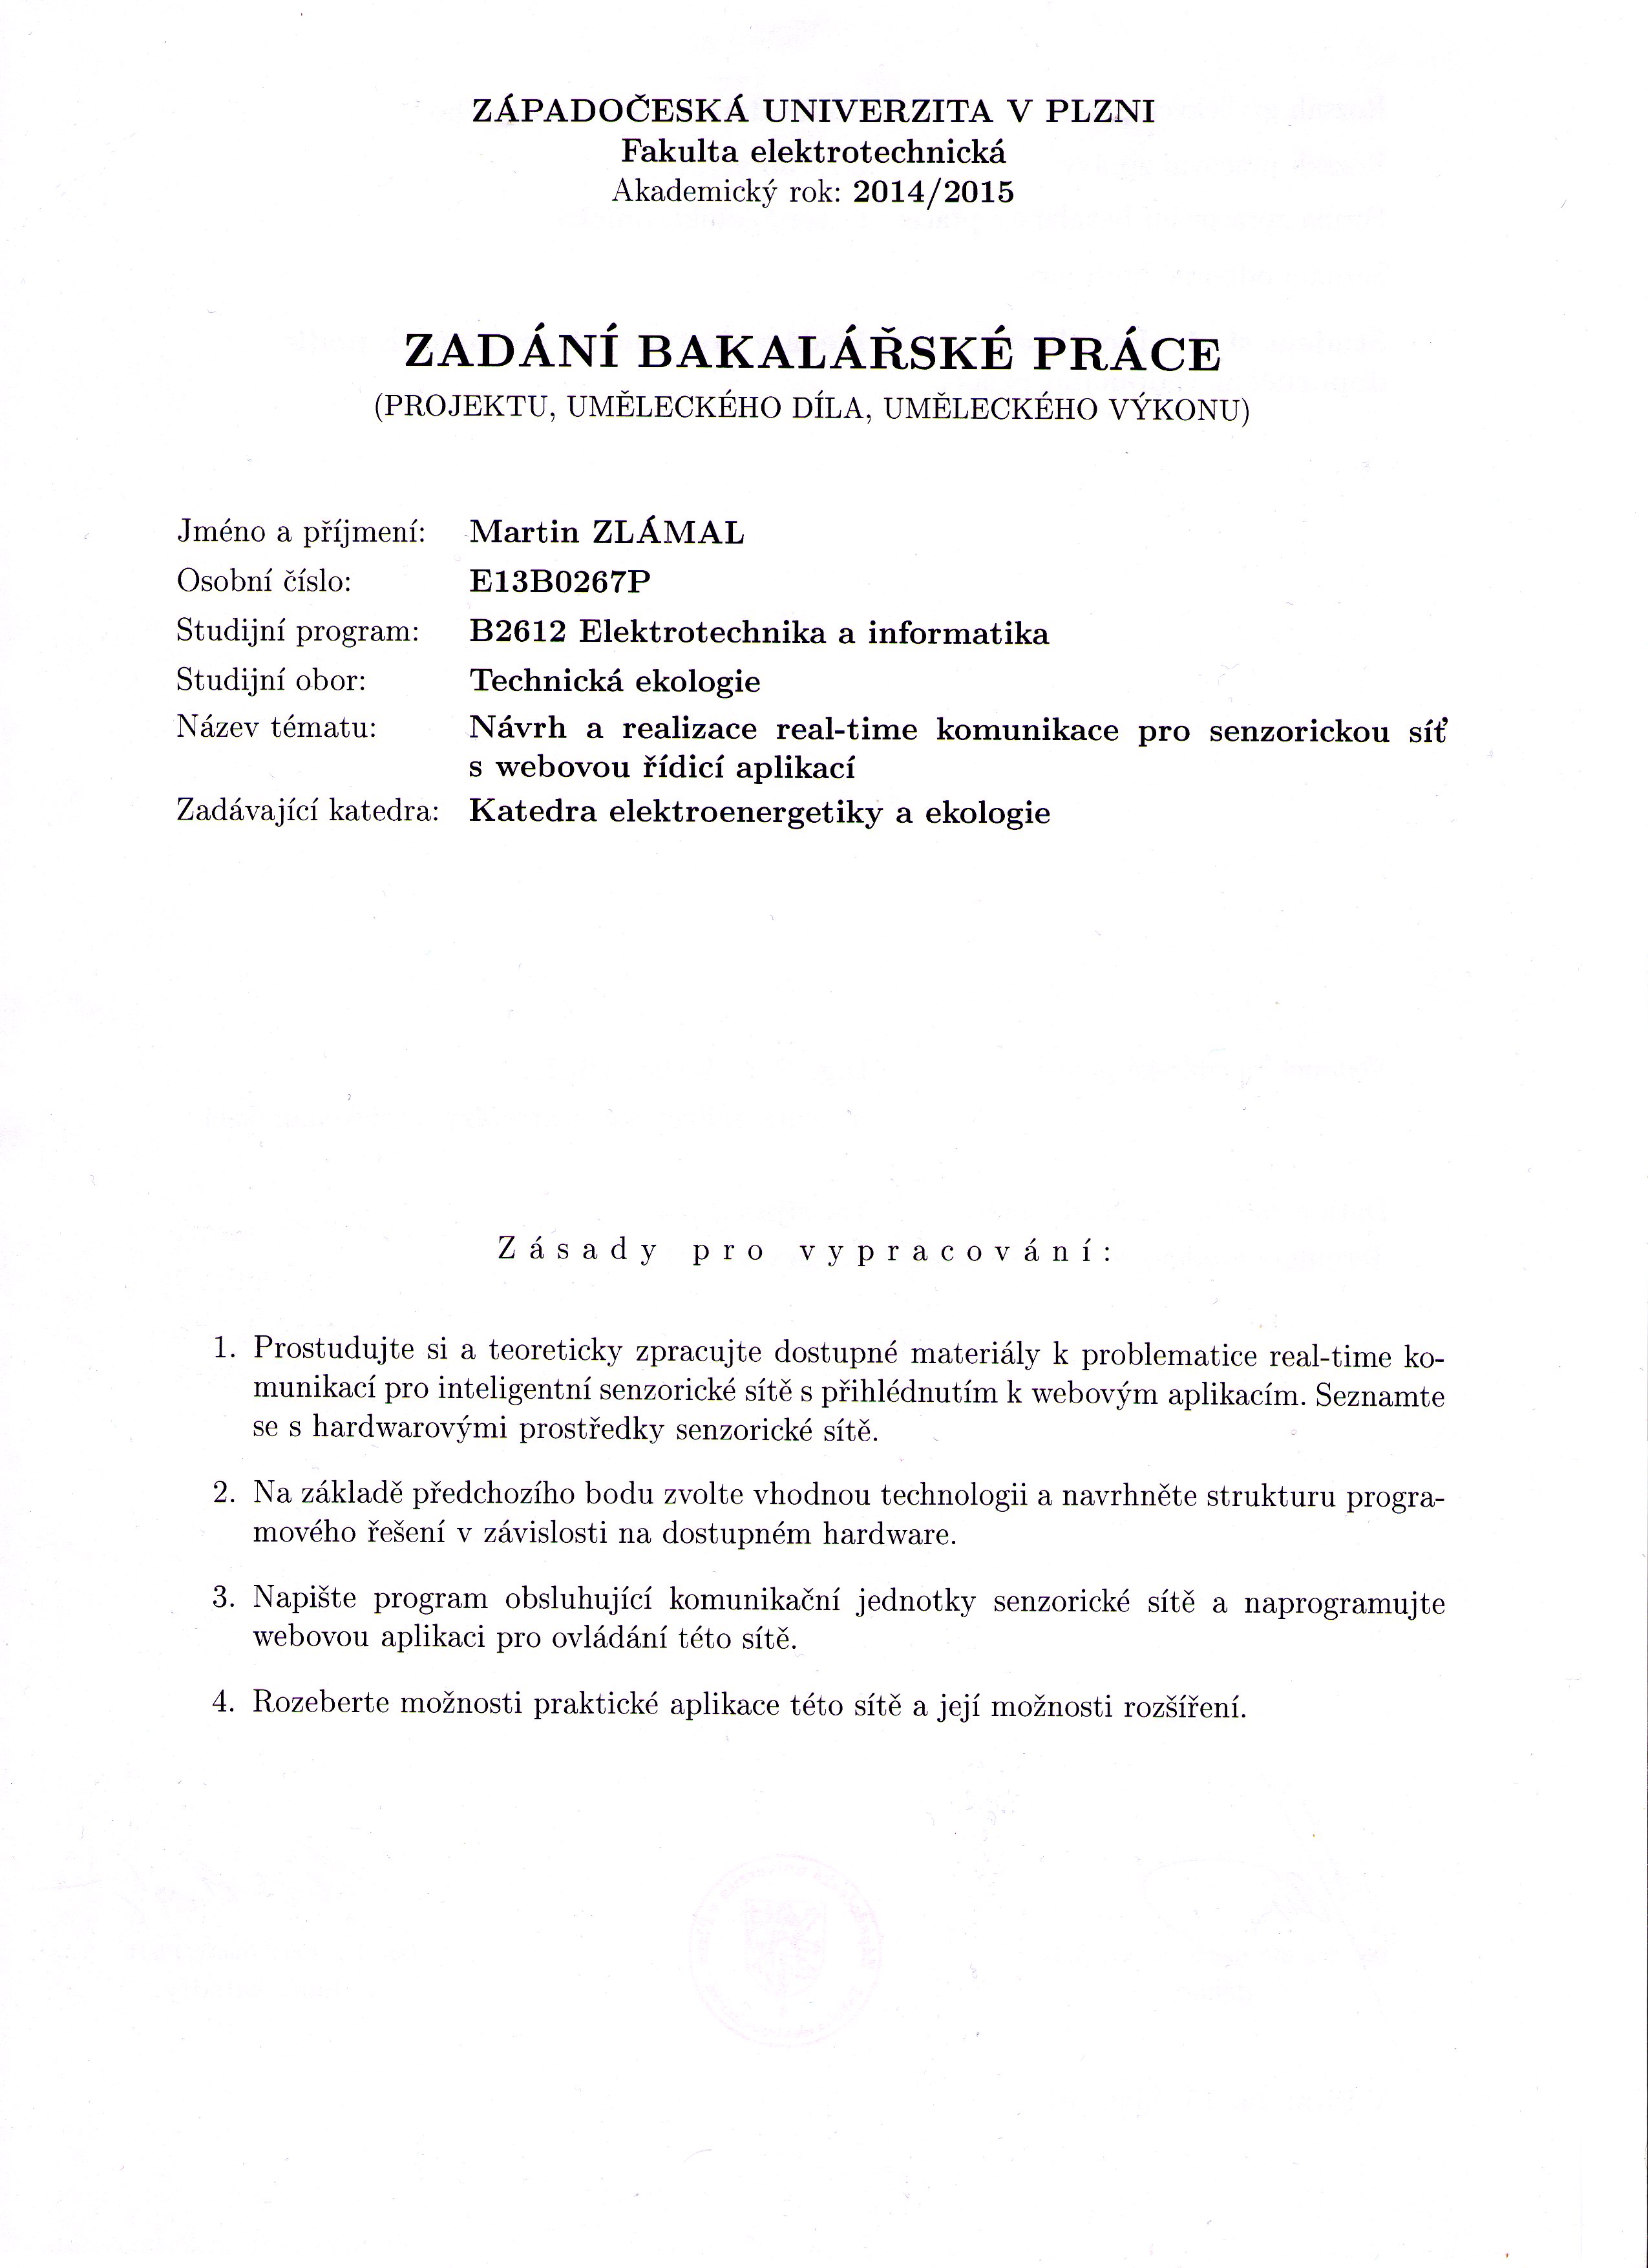 ZÁPADOČESKÁ UNIVERZITA V PLZNI
Fakulta elektrotechnická
Akademický rok: 2014/2015
ZADÁNÍ BAKALÁŘSKÉ PRÁCE
(PROJEKTU, UMĚLECKÉHO DÍLA, UMĚLECKÉHO VÝKONU)
Jméno a příjmení: Martin ZLÁMAL
Osobní číslo: E13B0267P
Studijní program: B2612 Elektrotechnika a informatika
Studijní obor: Technická ekologie
Název tématu: Návrh a realizace real-time komunikace pro senzorickou síť
s webovou řídicí aplikací
Zadávající katedra: Katedra elektroenergetiky a ekologie
Zásady pro vypracování:
1. Prostudujte si a teoreticky zpracujte dostupné materiály k problematice real-time ko-
munikací pro inteligentní senzorické sítě s přihlédnutím k webovým aplikacím. Seznamte
se s hardwarovými prostředky senzorické sítě.
2. Na základě předchozího bodu zvolte vhodnou technologii a navrhněte strukturu progra-
mového řešení v závislosti na dostupném hardware.
3. Napište program obsluhující komunikační jednotky senzorické sítě a naprogramujte
webovou aplikaci pro ovládání této sítě.
4. Rozeberte možnosti praktické aplikace této sítě a její možnosti rozšíření.